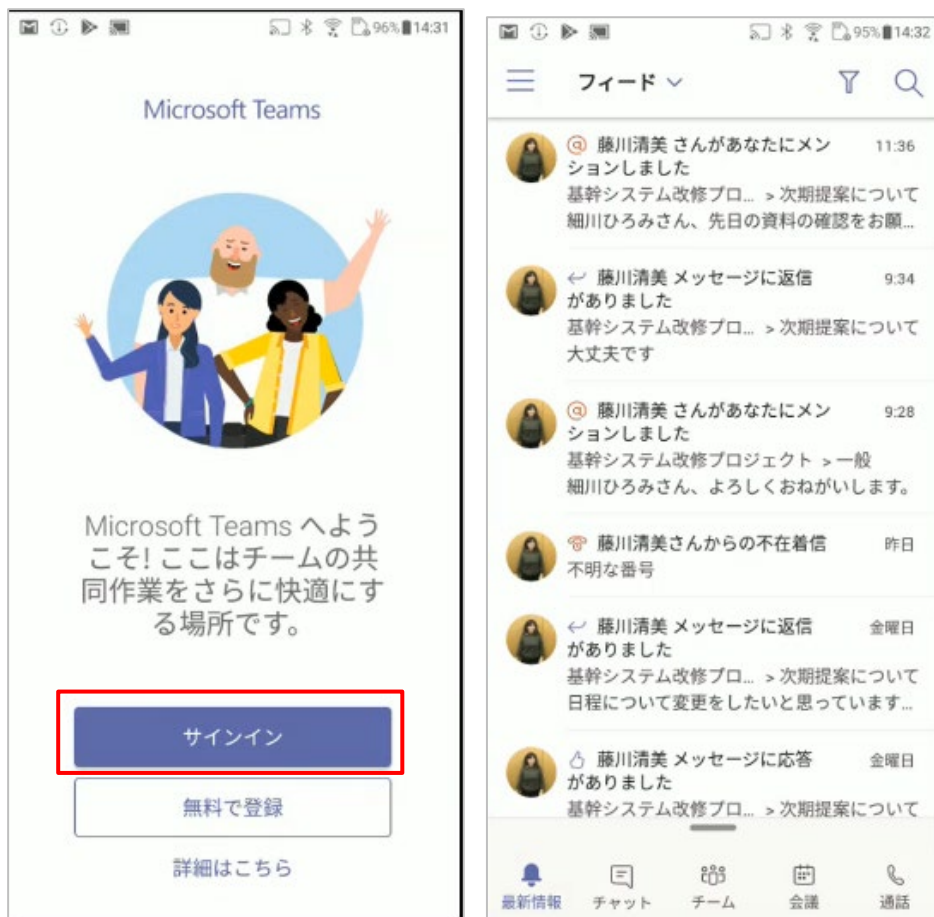 96% 14:31
Microsoft Teams
Microsoft Teams へよう
こそ! ここはチームの共
同作業をさらに快適にす
る場所です。
サインイン
無料で登録
詳細はこちら
95% 14:32
フィード
@ 藤川清美 さんがあなたにメン 11:36
ションしました
基幹システム改修プロ... > 次期提案について
細川ひろみさん、先日の資料の確認をお願...
藤川清美 メッセージに返信 9:34
がありました
基幹システム改修プロ... > 次期提案について
大丈夫です
@ 藤川清美 さんがあなたにメン 9:28
ションしました
基幹システム改修プロジェクト > 一般
細川ひろみさん、よろしくおねがいします。
藤川清美さんからの不在着信 昨日
不明な番号
藤川清美 メッセージに返信 金曜日
がありました
基幹システム改修プロ... > 次期提案について
日程について変更をしたいと思っています...
藤川清美 メッセージに応答 金曜日
がありました
基幹システム改修プロ... > 次期提案について
最新情報 チャット チーム 会議 通話